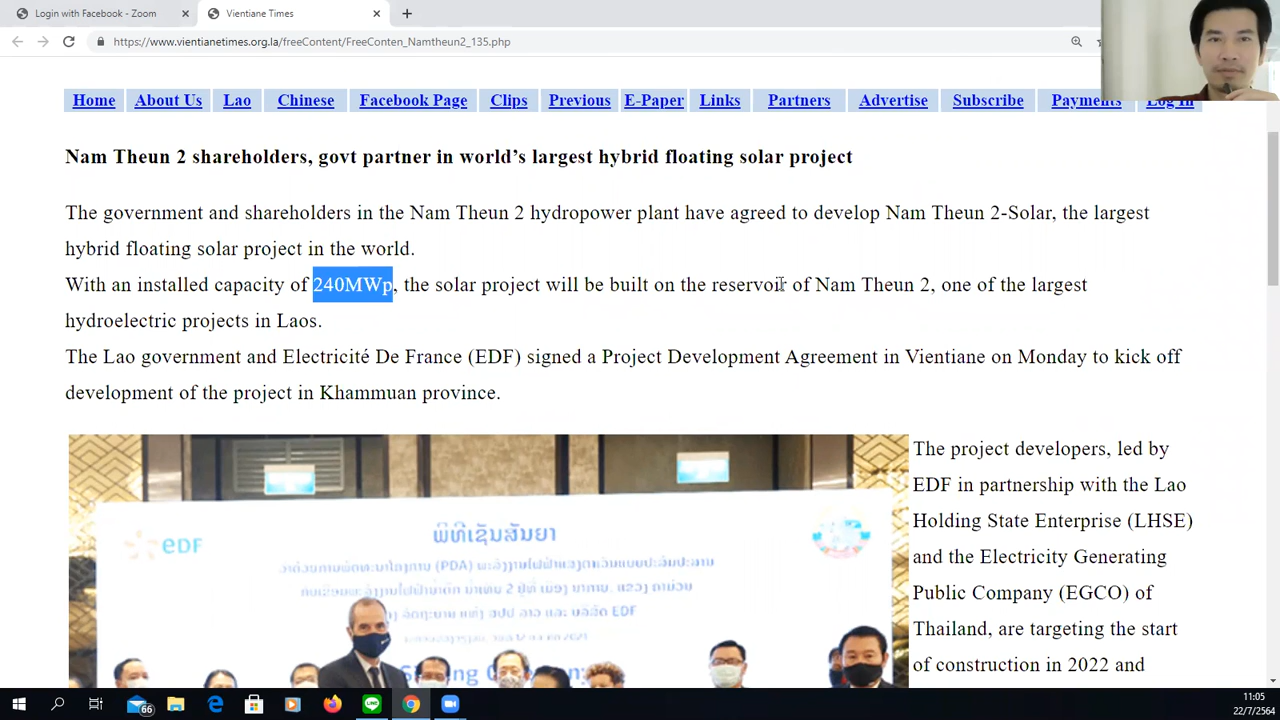 Login with Facebook - Zoom
Vientiane Times
https://www.vientianetimes.org.la/freeContent/FreeConten_Namtheun2_135.php
Home About Us Lao Chinese Facebook Page Clips Previous E-Paper Links Partners Advertise Subscribe Payments Log In
Nam Theun 2 shareholders, govt partner in world’s largest hybrid floating solar project
The government and shareholders in the Nam Theun 2 hydropower plant have agreed to develop Nam Theun 2-Solar, the largest
hybrid floating solar project in the world.
With an installed capacity of 240MWp, the solar project will be built on the reservoir of Nam Theun 2, one of the largest
hydroelectric projects in Laos.
The Lao government and Electricité De France (EDF) signed a Project Development Agreement in Vientiane on Monday to kick off
development of the project in Khammuan province.
eDF
ພິທີເຊັນສັນຍາ
The project developers, led by
EDF in partnership with the Lao
Holding State Enterprise (LHSE)
and the Electricity Generating
Public Company (EGCO) of
Thailand, are targeting the start
of construction in 2022 and
66
11:05
22/7/2564